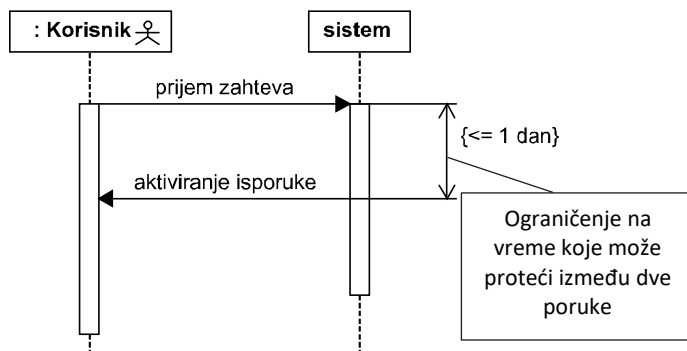 : Korisnik
sistem
prijem zahteva
{<= 1 dan}
aktiviranje isporuke
Ograničenje na
vreme koje može
proteći između dve
poruke